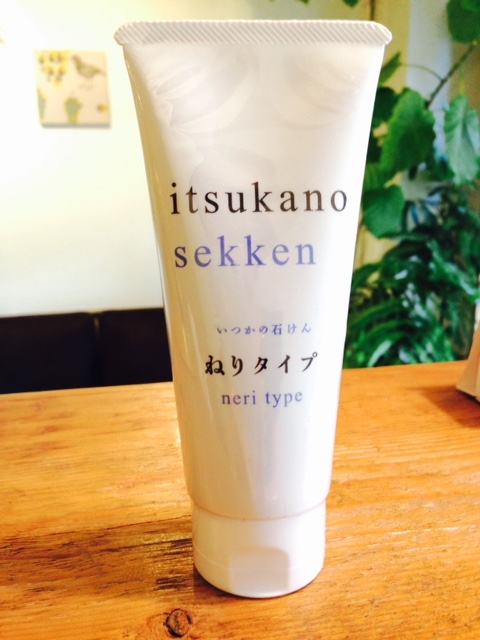 itsukano
sekken
いつかの石けん
ねりタイプ
neri type